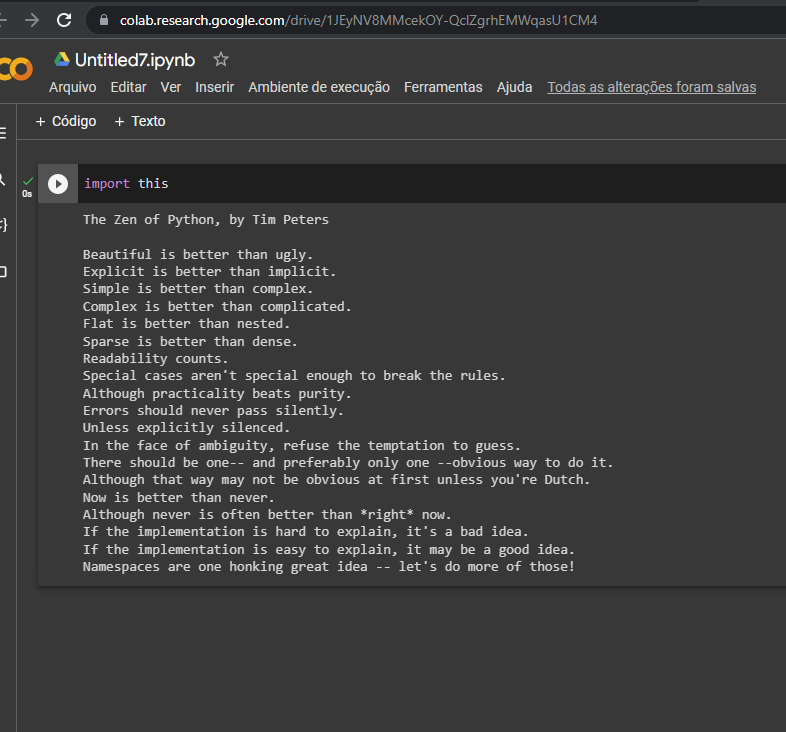 colab.research.google.com/drive/1JEyNV8MMcekOY-QclZgrhEMWqasU1CM4
Untitled7.ipynb
Arquivo Editar Ver Inserir Ambiente de execução Ferramentas Ajuda Todas as alterações foram salvas
+ Código + Texto
import this
0s
The Zen of Python, by Tim Peters
Beautiful is better than ugly.
Explicit is better than implicit.
Simple is better than complex.
Complex is better than complicated.
Flat is better than nested.
Sparse is better than dense.
Readability counts.
Special cases aren't special enough to break the rules.
Although practicality beats purity.
Errors should never pass silently.
Unless explicitly silenced.
In the face of ambiguity, refuse the temptation to guess.
There should be one-- and preferably only one --obvious way to do it.
Although that way may not be obvious at first unless you're Dutch.
Now is better than never.
Although never is often better than *right* now.
If the implementation is hard to explain, it's a bad idea.
If the implementation is easy to explain, it may be a good idea.
Namespaces are one honking great idea -- let's do more of those!